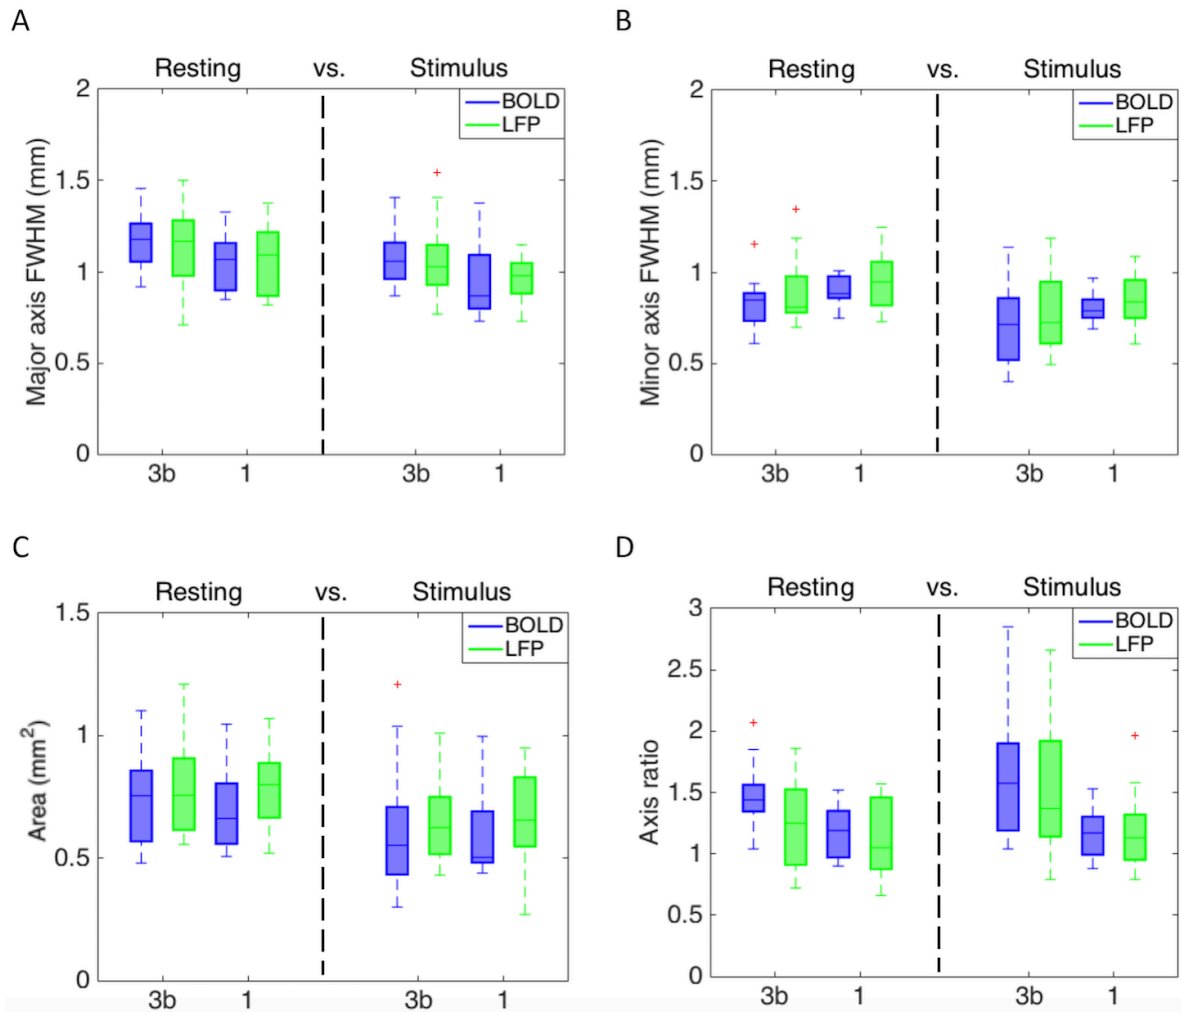 A
Resting vs. Stimulus
BOLD
LFP
Major axis FWHM (mm)
2
1.5
1
0.5
0
3b 1 3b 1
B
Resting vs. Stimulus
BOLD
LFP
Minor axis FWHM (mm)
2
1.5
1
0.5
0
3b 1 3b 1
C
Resting vs. Stimulus
BOLD
LFP
Area (mm²)
1.5
1
0.5
0
3b 1 3b 1
D
Resting vs. Stimulus
BOLD
LFP
Axis ratio
3
2.5
2
1.5
1
0.5
0
3b 1 3b 1